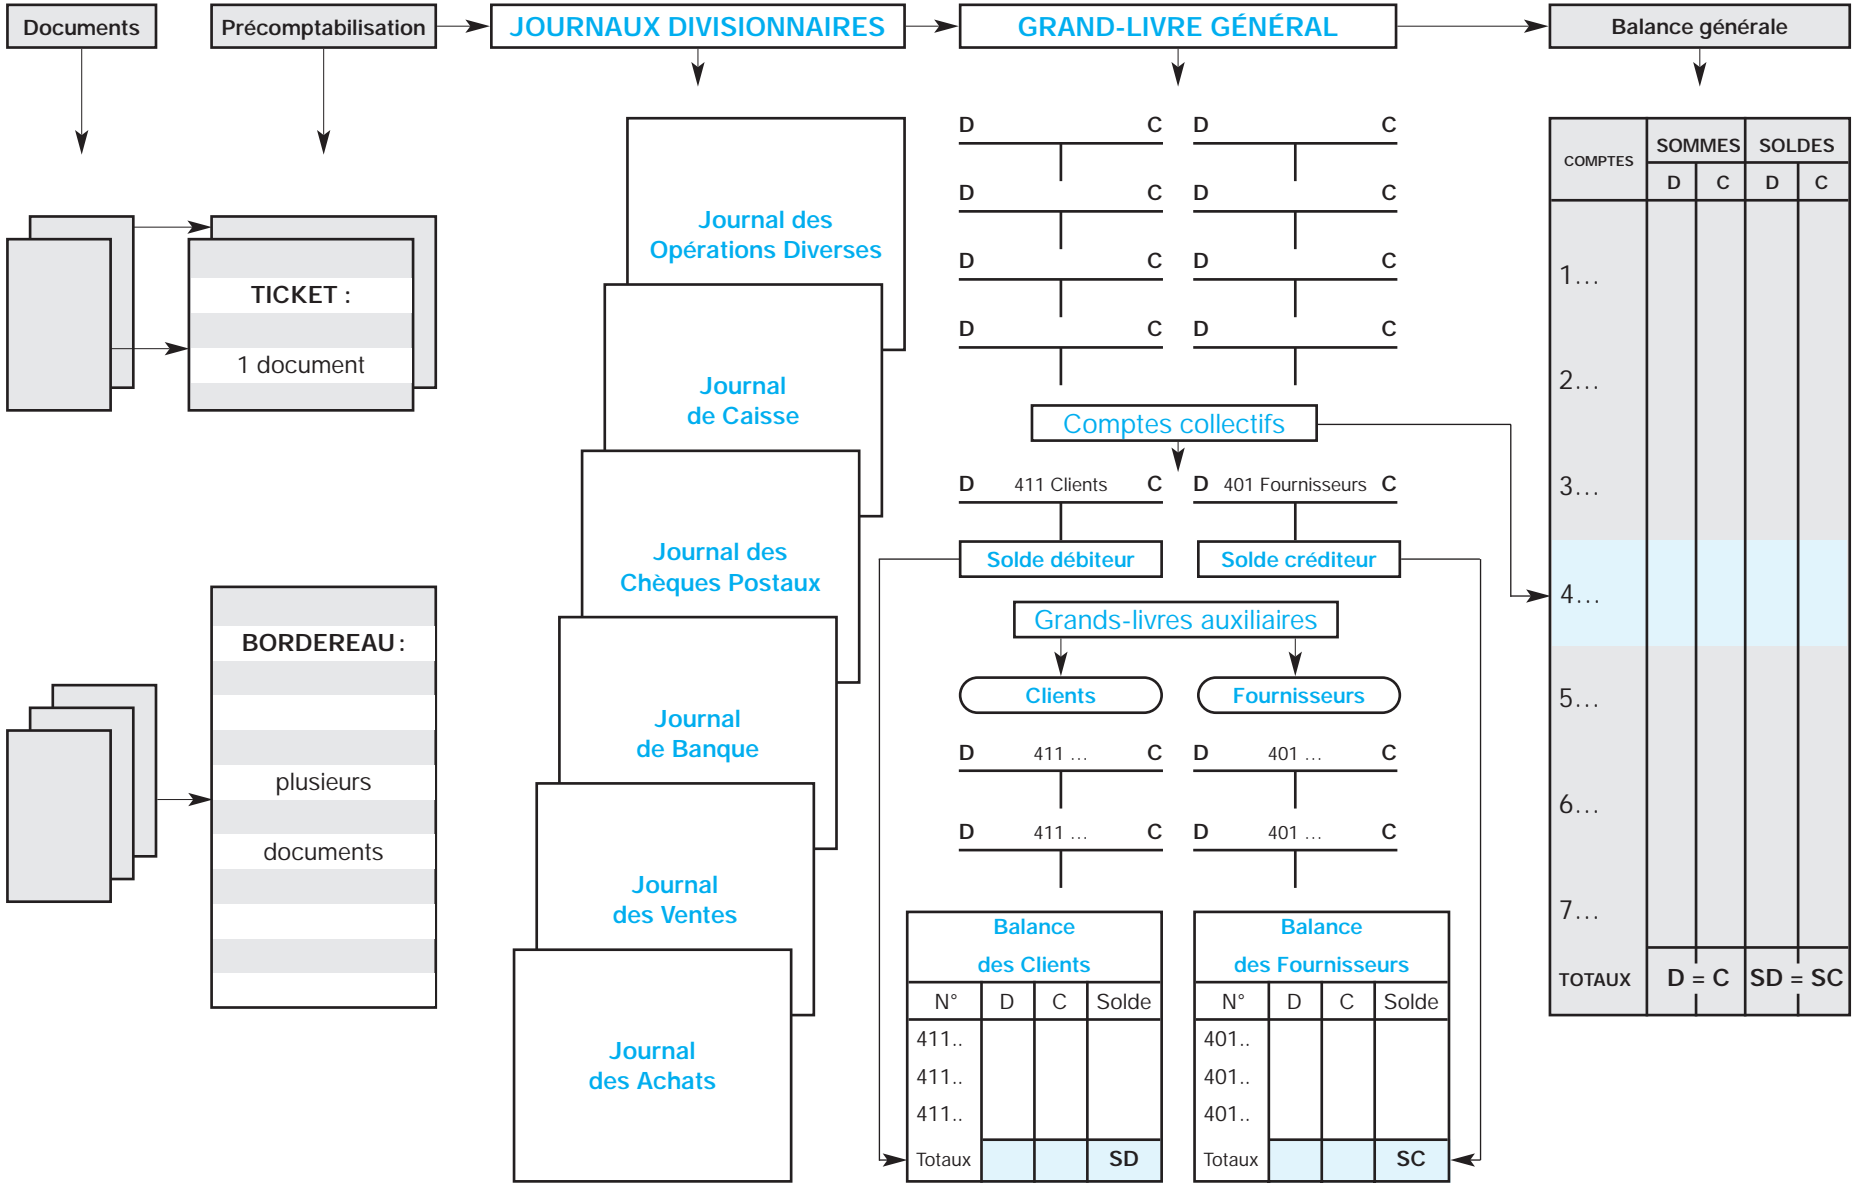 Documents
Précomptabilisation
JOURNAUX DIVISIONNAIRES
GRAND-LIVRE GÉNÉRAL
Balance générale
TICKET :
1 document
BORDEREAU :
plusieurs
documents
Journal des
Opérations Diverses
Journal
de Caisse
Journal des
Chèques Postaux
Journal
de Banque
Journal
des Ventes
Journal
des Achats
D C D C
D C D C
D C D C
D C D C
Comptes collectifs
D 411 Clients C D 401 Fournisseurs C
Solde débiteur
Solde créditeur
Grands-livres auxiliaires
Clients
Fournisseurs
D 411 ... C D 401 ... C
D 411 ... C D 401 ... C
Balance
des Clients
N° D C Solde
411..
411..
411..
Totaux SD
Balance
des Fournisseurs
N° D C Solde
401..
401..
401..
Totaux SC
COMPTES SOMMES SOLDES
D C D C
1...
2...
3...
4...
5...
6...
7...
TOTAUX D = C SD = SC